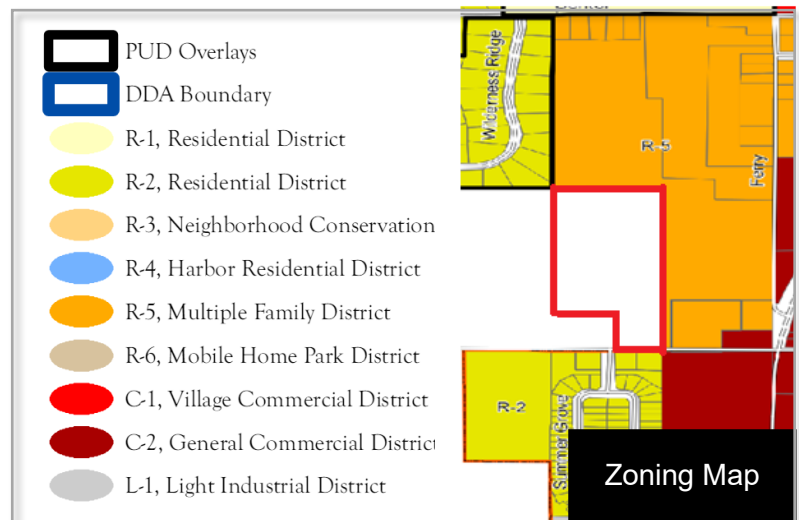 PUD Overlays
DDA Boundary
R-1, Residential District
R-2, Residential District
R-3, Neighborhood Conservation
R-4, Harbor Residential District
R-5, Multiple Family District
R-6, Mobile Home Park District
C-1, Village Commercial District
C-2, General Commercial District
L-1, Light Industrial District
Wilderness Ridge
R-5
Ferry
R-2
Summer Grove
Zoning Map